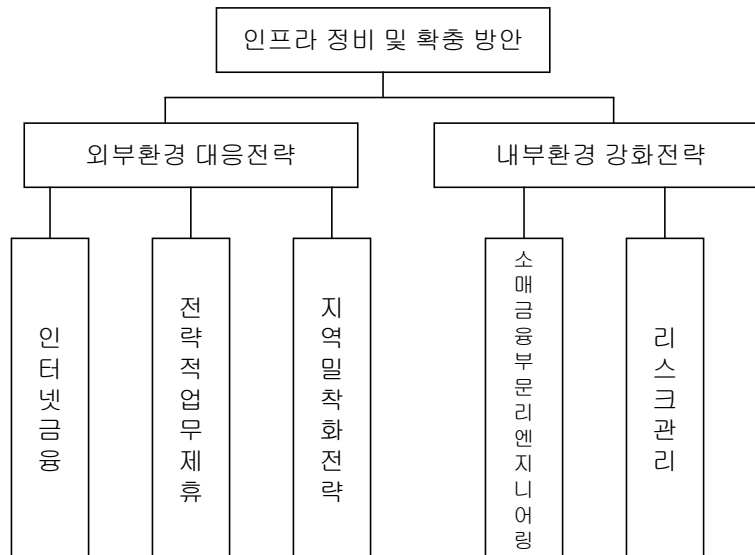 인프라 정비 및 확충 방안
외부환경 대응전략
내부환경 강화전략
인터넷금융
전략적업무제휴
지역밀착화전략
소매금융부문리엔지니어링
리스크관리